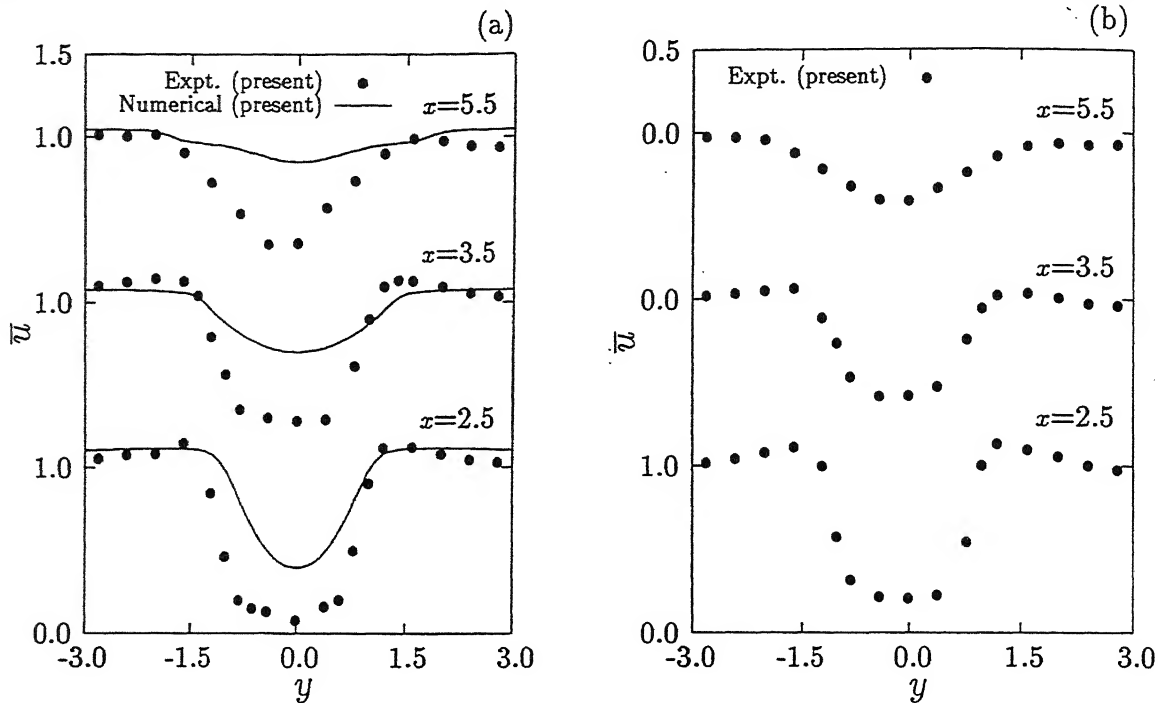 (a)
1.5
Expt. (present)
Numerical (present)
x=5.5
1.0
x=3.5
1.0
u̅
x=2.5
1.0
0.0
-3.0 -1.5 0.0 1.5 3.0
y
(b)
0.5
Expt. (present)
x=5.5
0.0
x=3.5
0.0
u̅
x=2.5
1.0
0.0
-3.0 -1.5 0.0 1.5 3.0
y